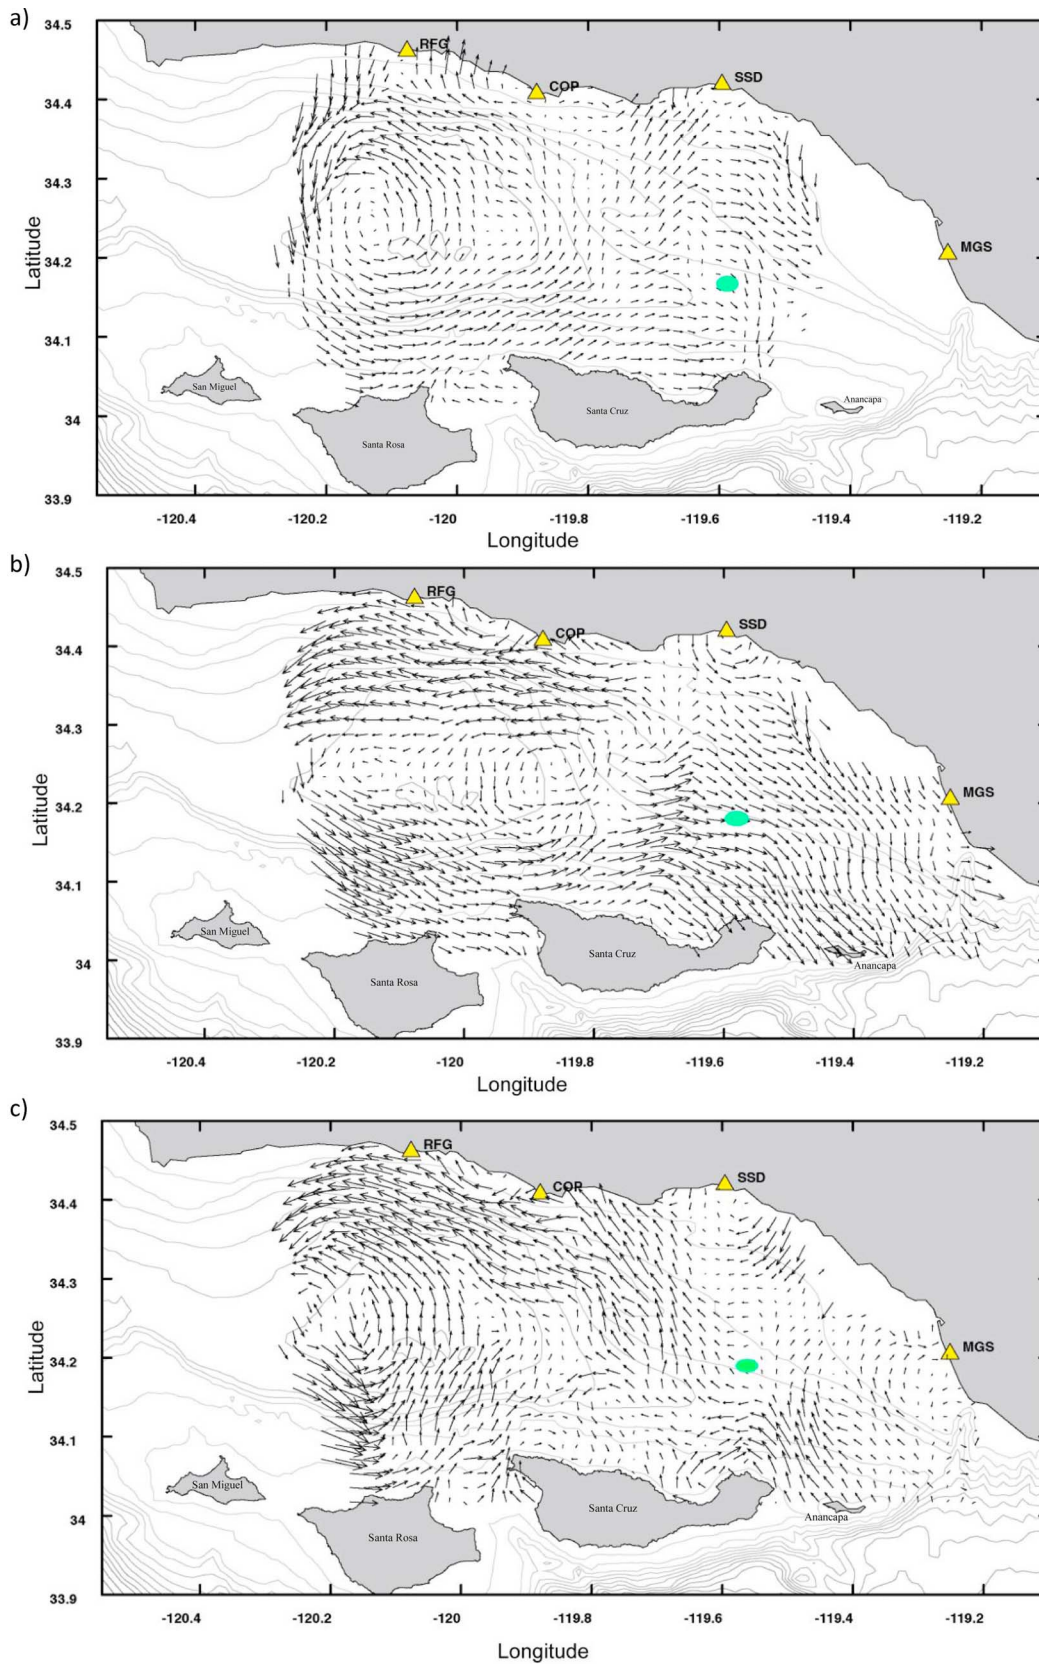 a)
34.5
34.4
34.3
34.2
34.1
34
33.9
Latitude
RFG
COP
SSD
MGS
San Miguel
Santa Rosa
Santa Cruz
Anancapa
-120.4 -120.2 -120 -119.8 -119.6 -119.4 -119.2
Longitude
b)
34.5
34.4
34.3
34.2
34.1
34
33.9
Latitude
RFG
COP
SSD
MGS
San Miguel
Santa Rosa
Santa Cruz
Anancapa
-120.4 -120.2 -120 -119.8 -119.6 -119.4 -119.2
Longitude
c)
34.5
34.4
34.3
34.2
34.1
34
33.9
Latitude
RFG
COP
SSD
MGS
San Miguel
Santa Rosa
Santa Cruz
Anancapa
-120.4 -120.2 -120 -119.8 -119.6 -119.4 -119.2
Longitude